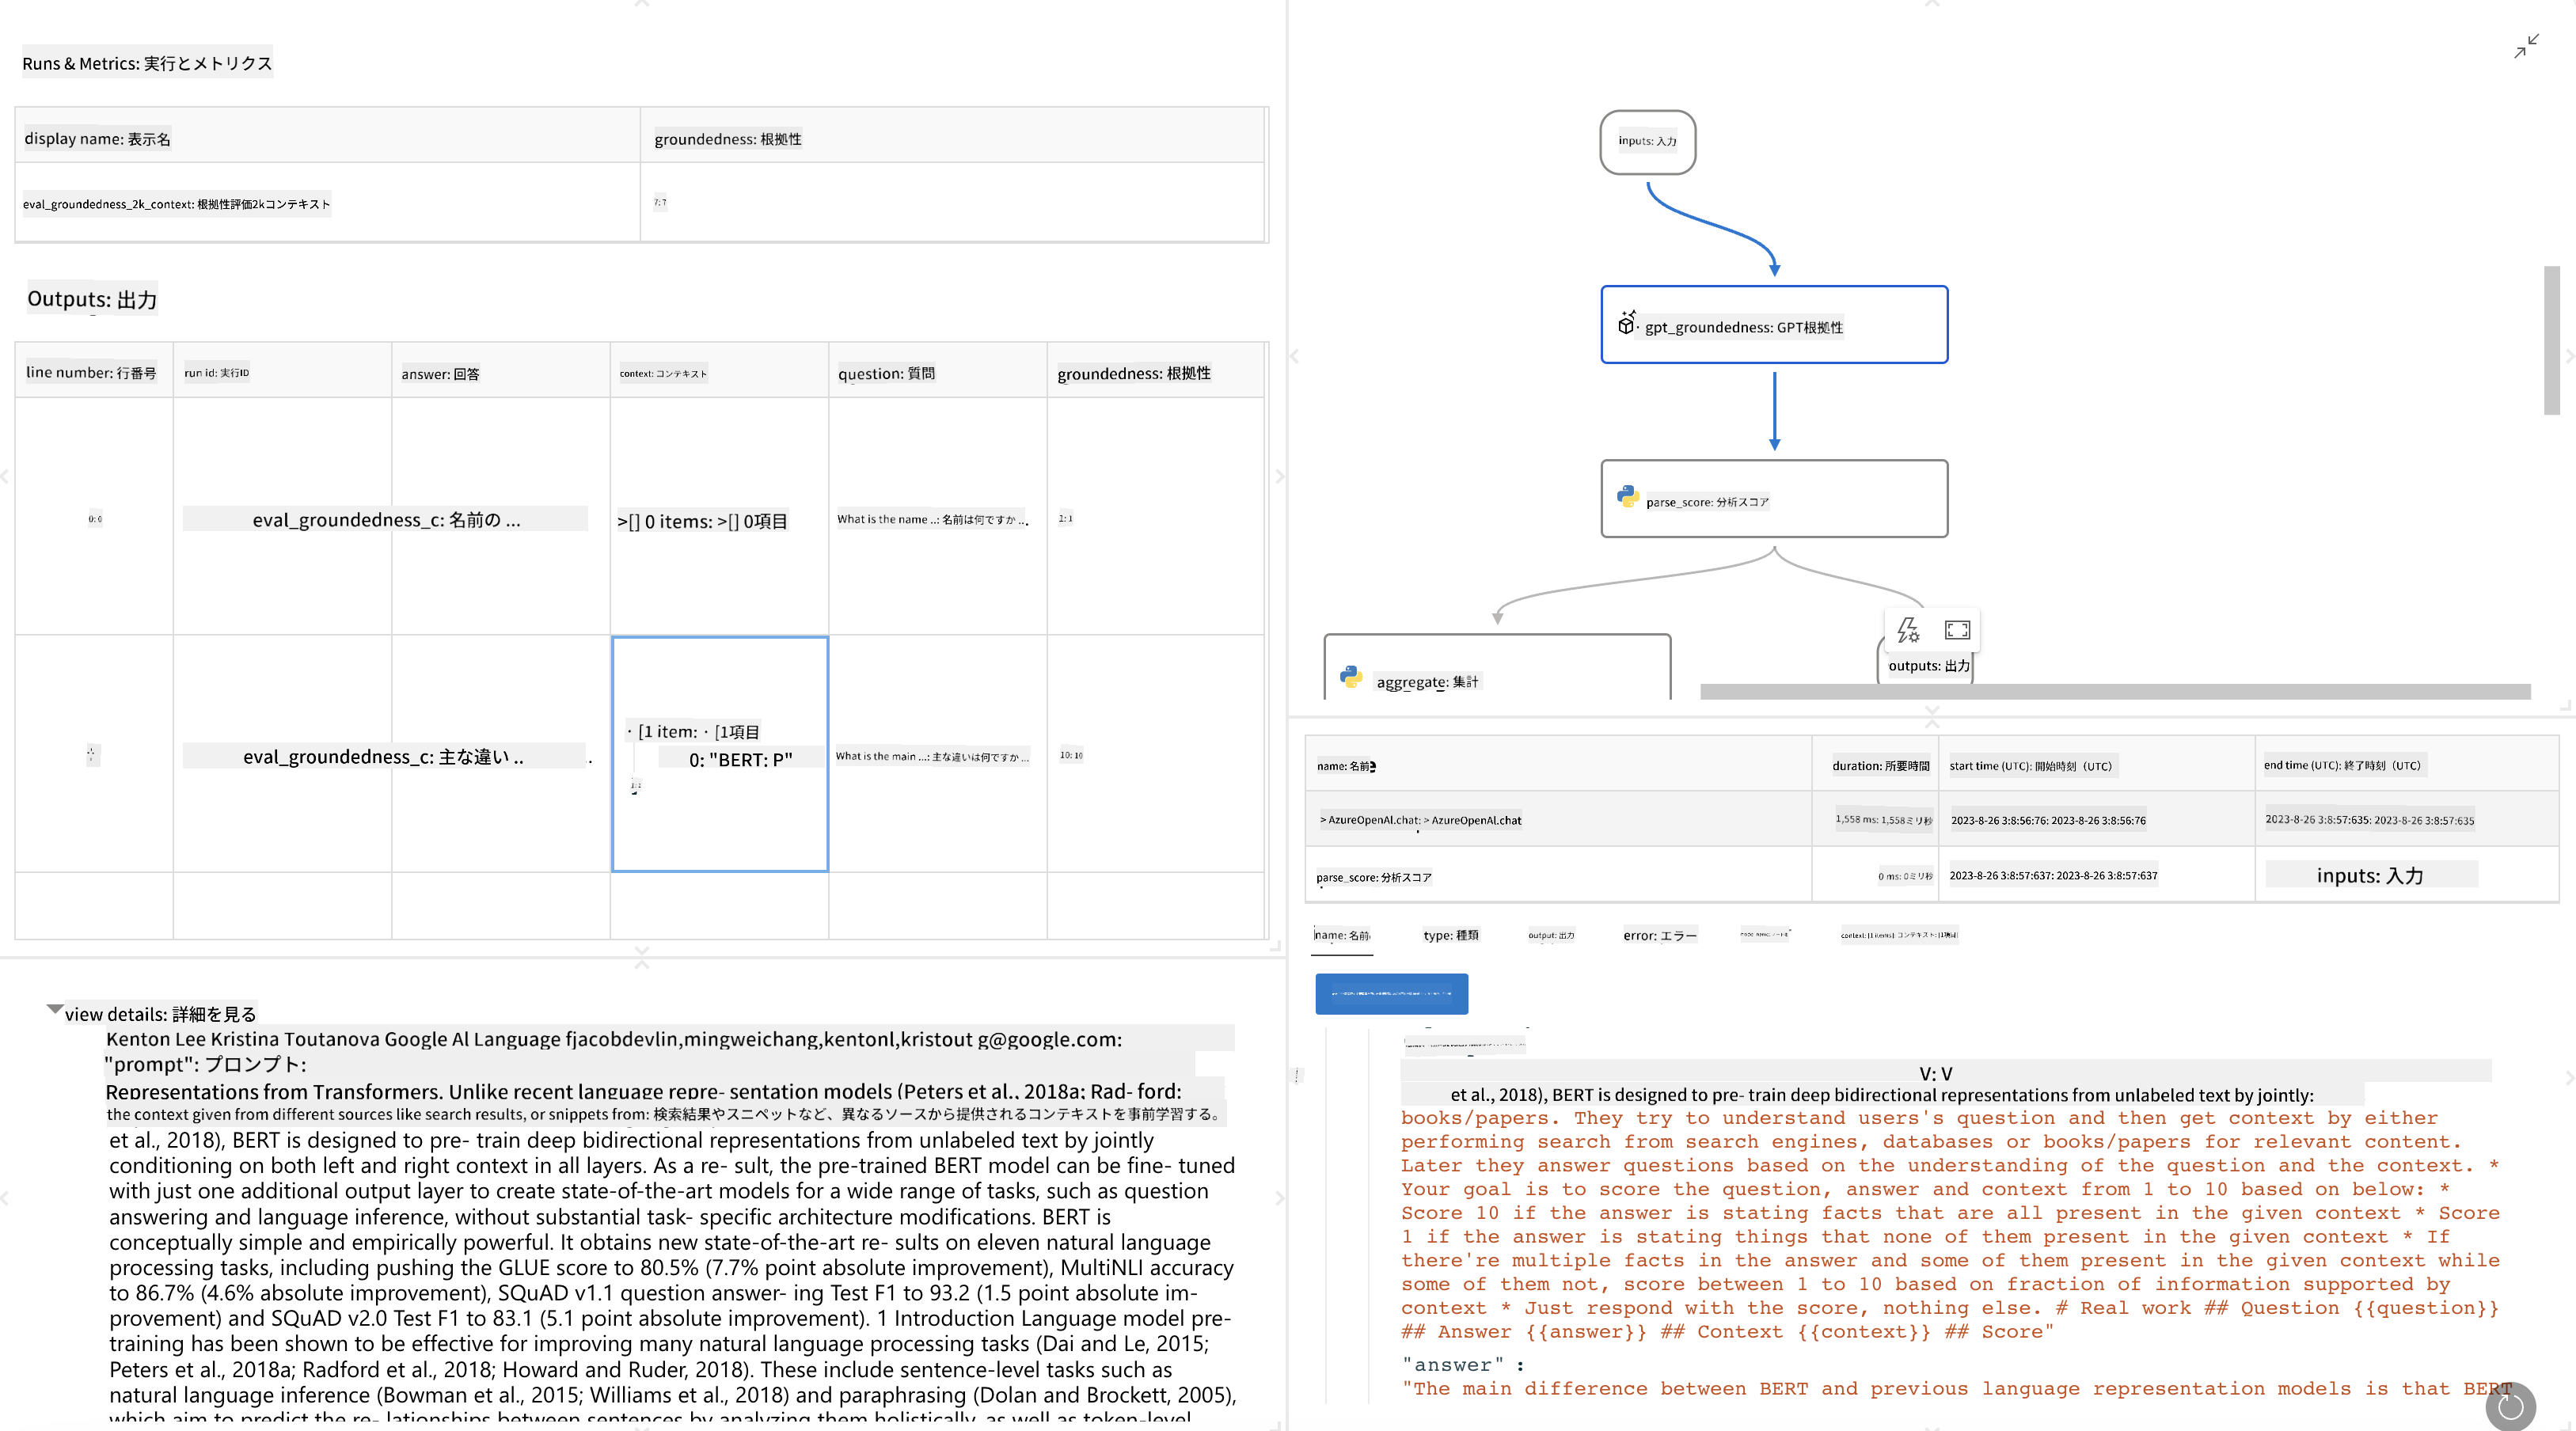 Runs & Metrics: 実行とメトリクス
display name: 表示名
groundedness: 根拠性
eval_groundedness_2k_context: 根拠性評価2kコンテキスト
7: 7
Outputs: 出力
line number: 行番号
run id: 実行ID
answer: 回答
context: コンテキスト
question: 質問
groundedness: 根拠性
0: 0
eval_groundedness_c: 名前の ...
>[] 0 items: >[] 0項目
What is the name ..: 名前は何ですか ...
eval_groundedness_c: 主な違い ..
· [1 item: · [1項目
0: "BERT: P"
What is the main ...: 主な違いは何ですか ...
10: 10
view details: 詳細を見る
Kenton Lee Kristina Toutanova Google Al Language fjacobdevlin,mingweichang,kentonl,kristout g@google.com:
"prompt": プロンプト:
Representations from Transformers. Unlike recent language repre- sentation models (Peters et al., 2018a; Rad- ford:
the context given from different sources like search results, or snippets from: 検索結果やスニペットなど、異なるソースから提供されるコンテキストを事前学習する。
et al., 2018), BERT is designed to pre- train deep bidirectional representations from unlabeled text by jointly
conditioning on both left and right context in all layers. As a re- sult, the pre-trained BERT model can be fine- tuned
with just one additional output layer to create state-of-the-art models for a wide range of tasks, such as question
answering and language inference, without substantial task- specific architecture modifications. BERT is
conceptually simple and empirically powerful. It obtains new state-of-the-art re- sults on eleven natural language
processing tasks, including pushing the GLUE score to 80.5% (7.7% point absolute improvement), MultiNLI accuracy
to 86.7% (4.6% absolute improvement), SQuAD v1.1 question answer- ing Test F1 to 93.2 (1.5 point absolute im-
provement) and SQuAD v2.0 Test F1 to 83.1 (5.1 point absolute improvement). 1 Introduction Language model pre-
training has been shown to be effective for improving many natural language processing tasks (Dai and Le, 2015;
Peters et al., 2018a; Radford et al., 2018; Howard and Ruder, 2018). These include sentence-level tasks such as
natural language inference (Bowman et al., 2015; Williams et al., 2018) and paraphrasing (Dolan and Brockett, 2005),
which aim to predict the re- lationships between sentences by analyzing them holistically, as well as token-level
inputs: 入力
gpt_groundedness: GPT根拠性
parse_score: 分析スコア
aggregate: 集計
outputs: 出力
name: 名前
duration: 所要時間
start time (UTC): 開始時刻（UTC）
end time (UTC): 終了時刻（UTC）
> AzureOpenAl.chat: > AzureOpenAl.chat
1,558 ms: 1,558ミリ秒
2023-8-26 3:8:56:76: 2023-8-26 3:8:56:76
2023-8-26 3:8:57:635: 2023-8-26 3:8:57:635
parse_score: 分析スコア
0 ms: 0ミリ秒
2023-8-26 3:8:57:637: 2023-8-26 3:8:57:637
inputs: 入力
name: 名前
type: 種類
output: 出力
error: エラー
context: [1 items]: コンテキスト: [1項目]
V: V
et al., 2018), BERT is designed to pre- train deep bidirectional representations from unlabeled text by jointly:
books/papers. They try to understand users's question and then get context by either
performing search from search engines, databases or books/papers for relevant content.
Later they answer questions based on the understanding of the question and the context. *
Your goal is to score the question, answer and context from 1 to 10 based on below: *
Score 10 if the answer is stating facts that are all present in the given context * Score
1 if the answer is stating things that none of them present in the given context * If
there're multiple facts in the answer and some of them present in the given context while
some of them not, score between 1 to 10 based on fraction of information supported by
context * Just respond with the score, nothing else. # Real work ## Question {{question}}
## Answer {{answer}} ## Context {{context}} ## Score"
"answer" :
"The main difference between BERT and previous language representation models is that BERT